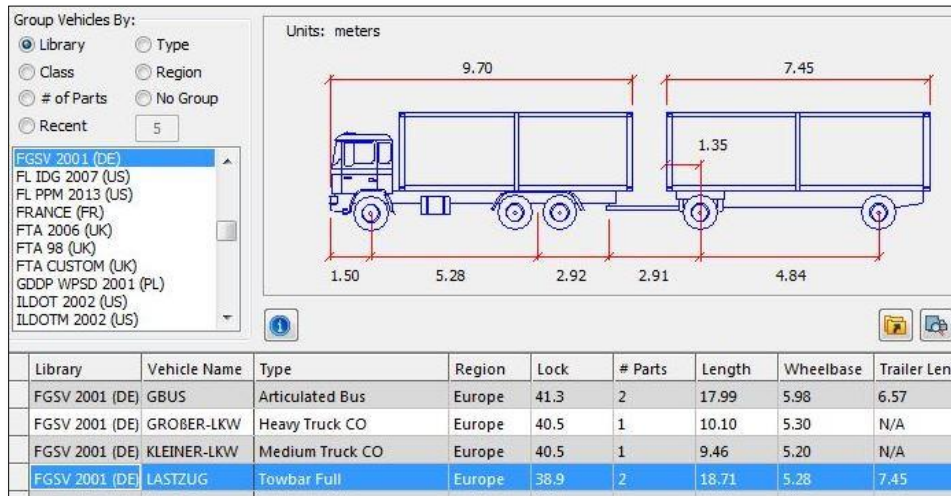 Group Vehicles By:
Library Type
Class Region
# of Parts No Group
Recent 5
FGSV 2001 (DE)
FL IDG 2007 (US)
FL PPM 2013 (US)
FRANCE (FR)
FTA 2006 (UK)
FTA 98 (UK)
FTA CUSTOM (UK)
GDDP WPSD 2001 (PL)
ILDOT 2002 (US)
ILDOTM 2002 (US)
Units: meters
9.70 7.45
1.35
1.50 5.28 2.92 2.91 4.84
Library Vehicle Name Type Region Lock # Parts Length Wheelbase Trailer Len
FGSV 2001 (DE) GBUS Articulated Bus Europe 41.3 2 17.99 5.98 6.57
FGSV 2001 (DE) GROßER-LKW Heavy Truck CO Europe 40.5 1 10.10 5.30 N/A
FGSV 2001 (DE) KLEINER-LKW Medium Truck CO Europe 40.5 1 9.46 5.20 N/A
FGSV 2001 (DE) LASTZUG Towbar Full Europe 38.9 2 18.71 5.28 7.45